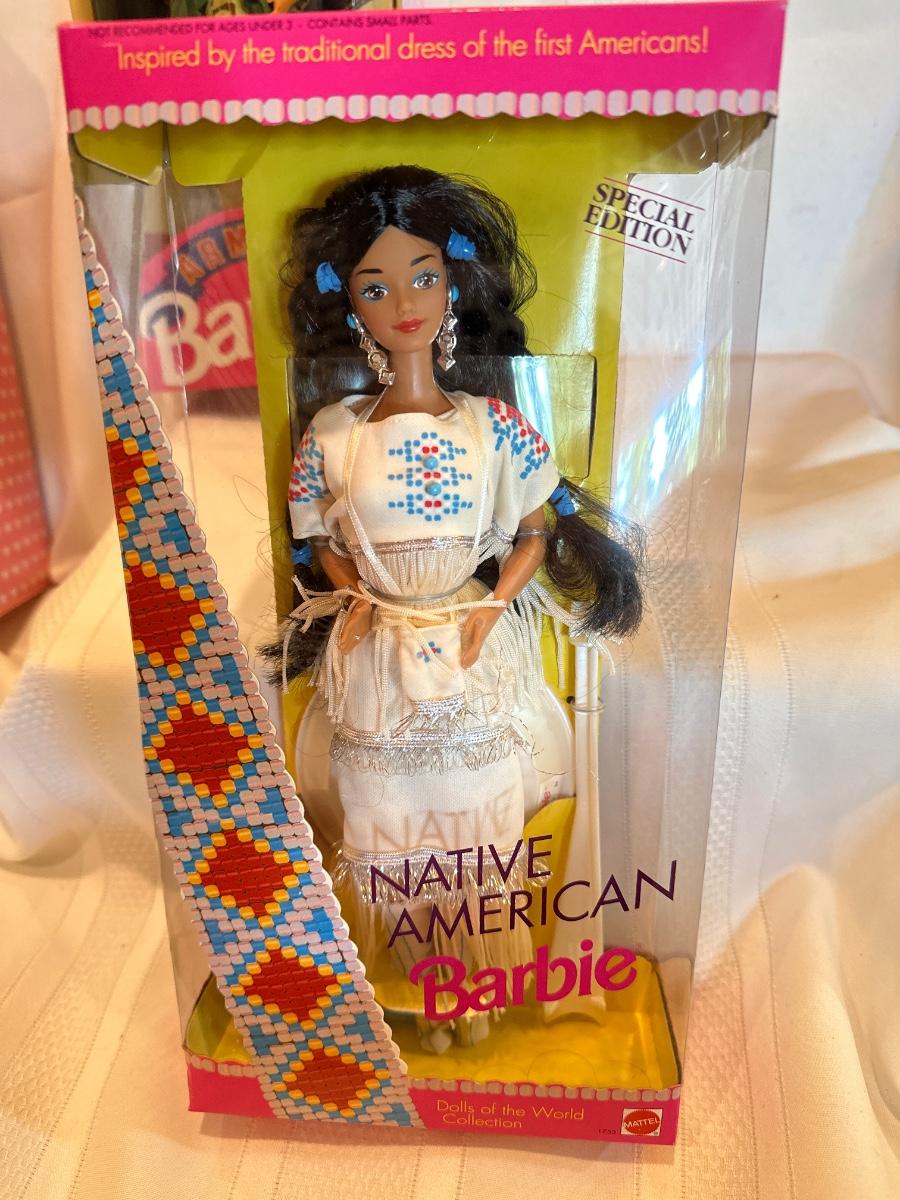 NOT RECOMMENDED FOR AGES UNDER 3 - CONTAINS SMALL PARTS.
Inspired by the traditional dress of the first Americans!
SPECIAL
EDITION
NATIVE
NATIVE
AMERICAN
Barbie
Dolls of the World
Collection
MATTEL